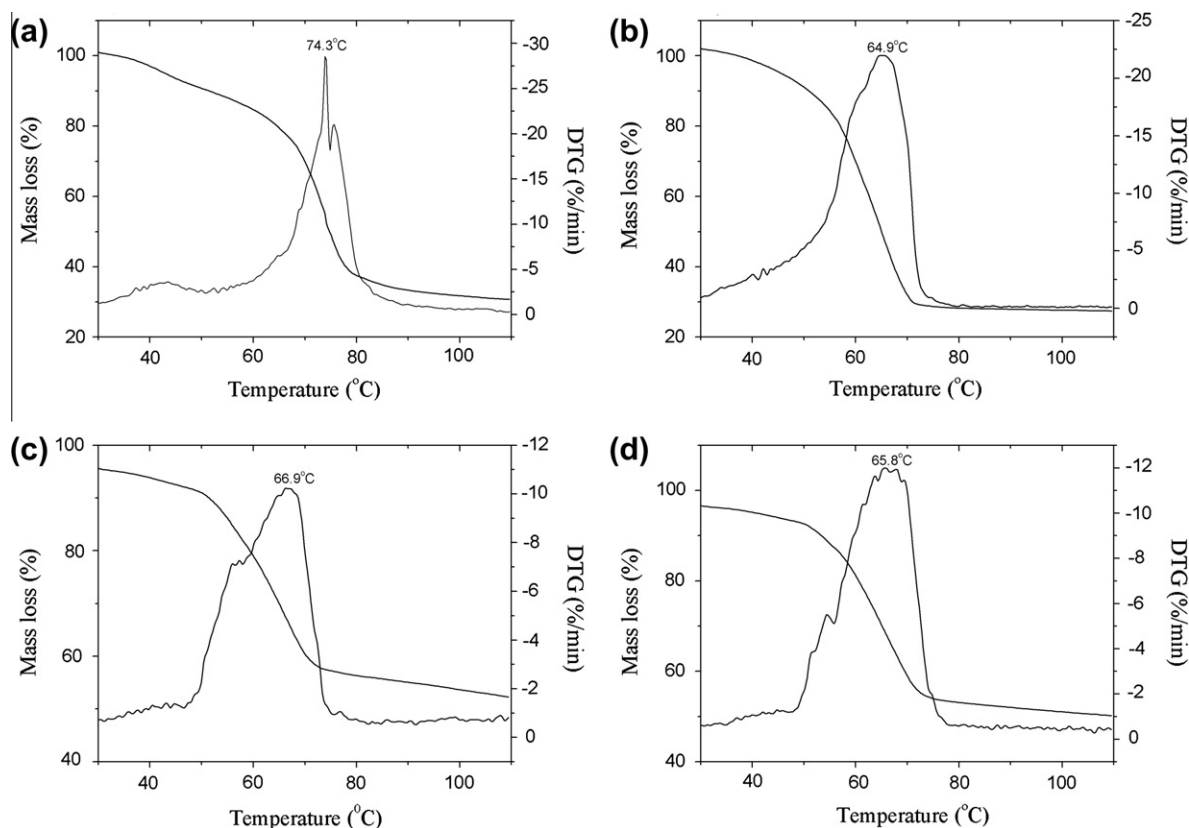 (a)
74.3°C
100
80
60
40
20
-30
-25
-20
-15
-10
-5
0
40 60 80 100
Mass loss (%)
DTG (%/min)
Temperature (°C)
(b)
64.9°C
100
80
60
40
20
-25
-20
-15
-10
-5
0
40 60 80 100
Mass loss (%)
DTG (%/min)
Temperature (°C)
(c)
66.9°C
100
80
60
40
-12
-10
-8
-6
-4
-2
0
40 60 80 100
Mass loss (%)
DTG (%/min)
Temperature (°C)
(d)
65.8°C
100
80
60
40
-12
-10
-8
-6
-4
-2
0
40 60 80 100
Mass loss (%)
DTG (%/min)
Temperature (°C)